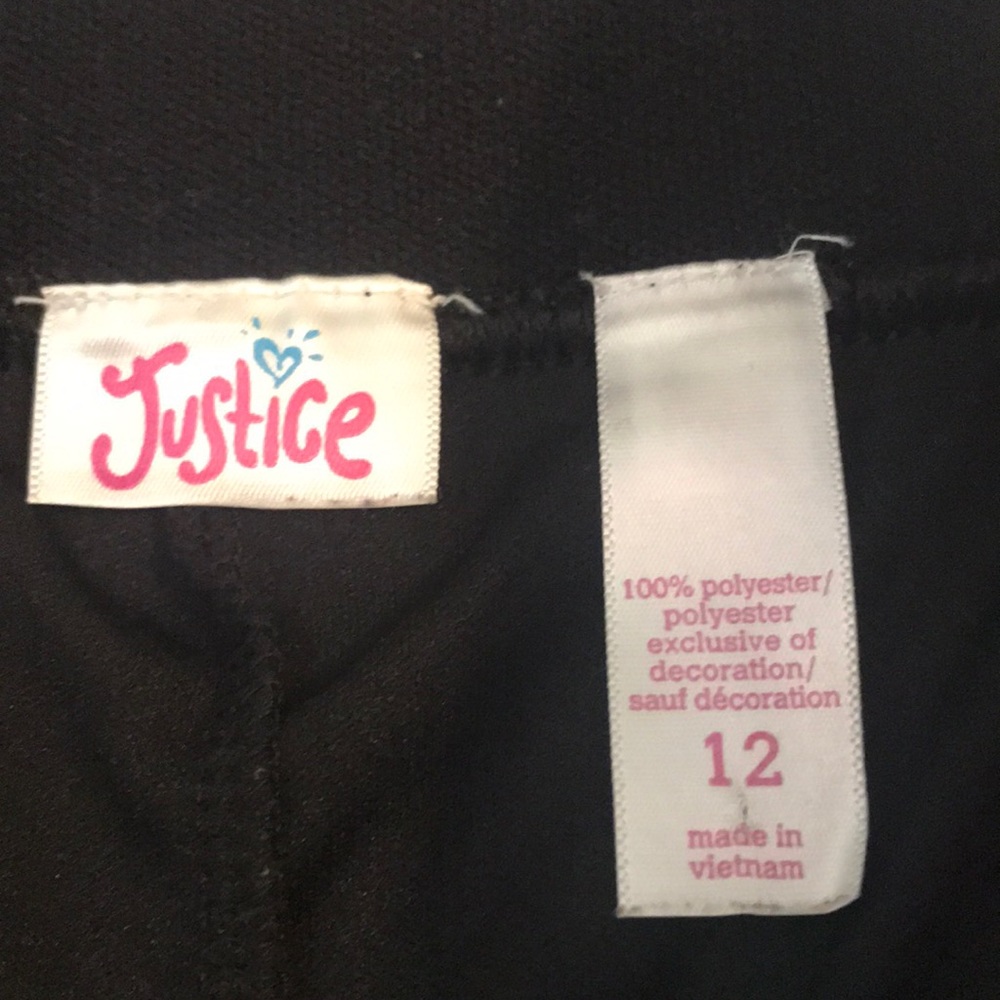 Justice
100% polyester/
polyester
exclusive of
decoration/
sauf décoration
12
made in
vietnam